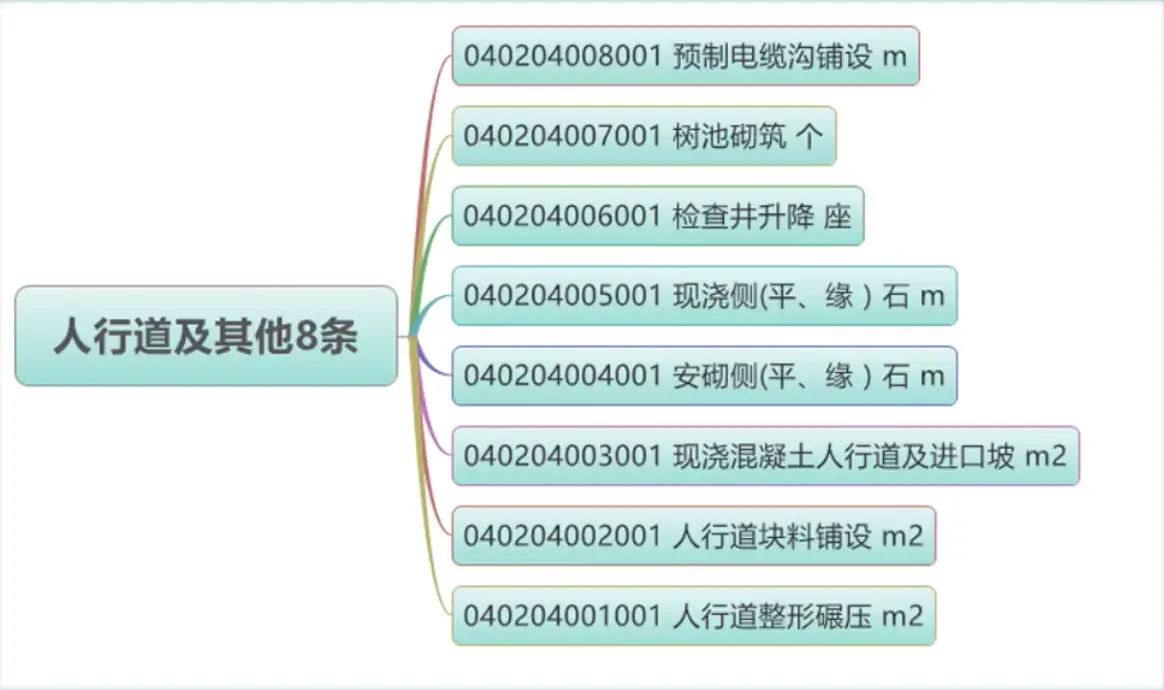 040204008001 预制电缆沟铺设 m
040204007001 树池砌筑 个
040204006001 检查井升降 座
040204005001 现浇侧(平、缘）石 m
人行道及其他8条
040204004001 安砌侧(平、缘）石 m
040204003001 现浇混凝土人行道及进口坡 m2
040204002001 人行道块料铺设 m2
040204001001 人行道整形碾压 m2